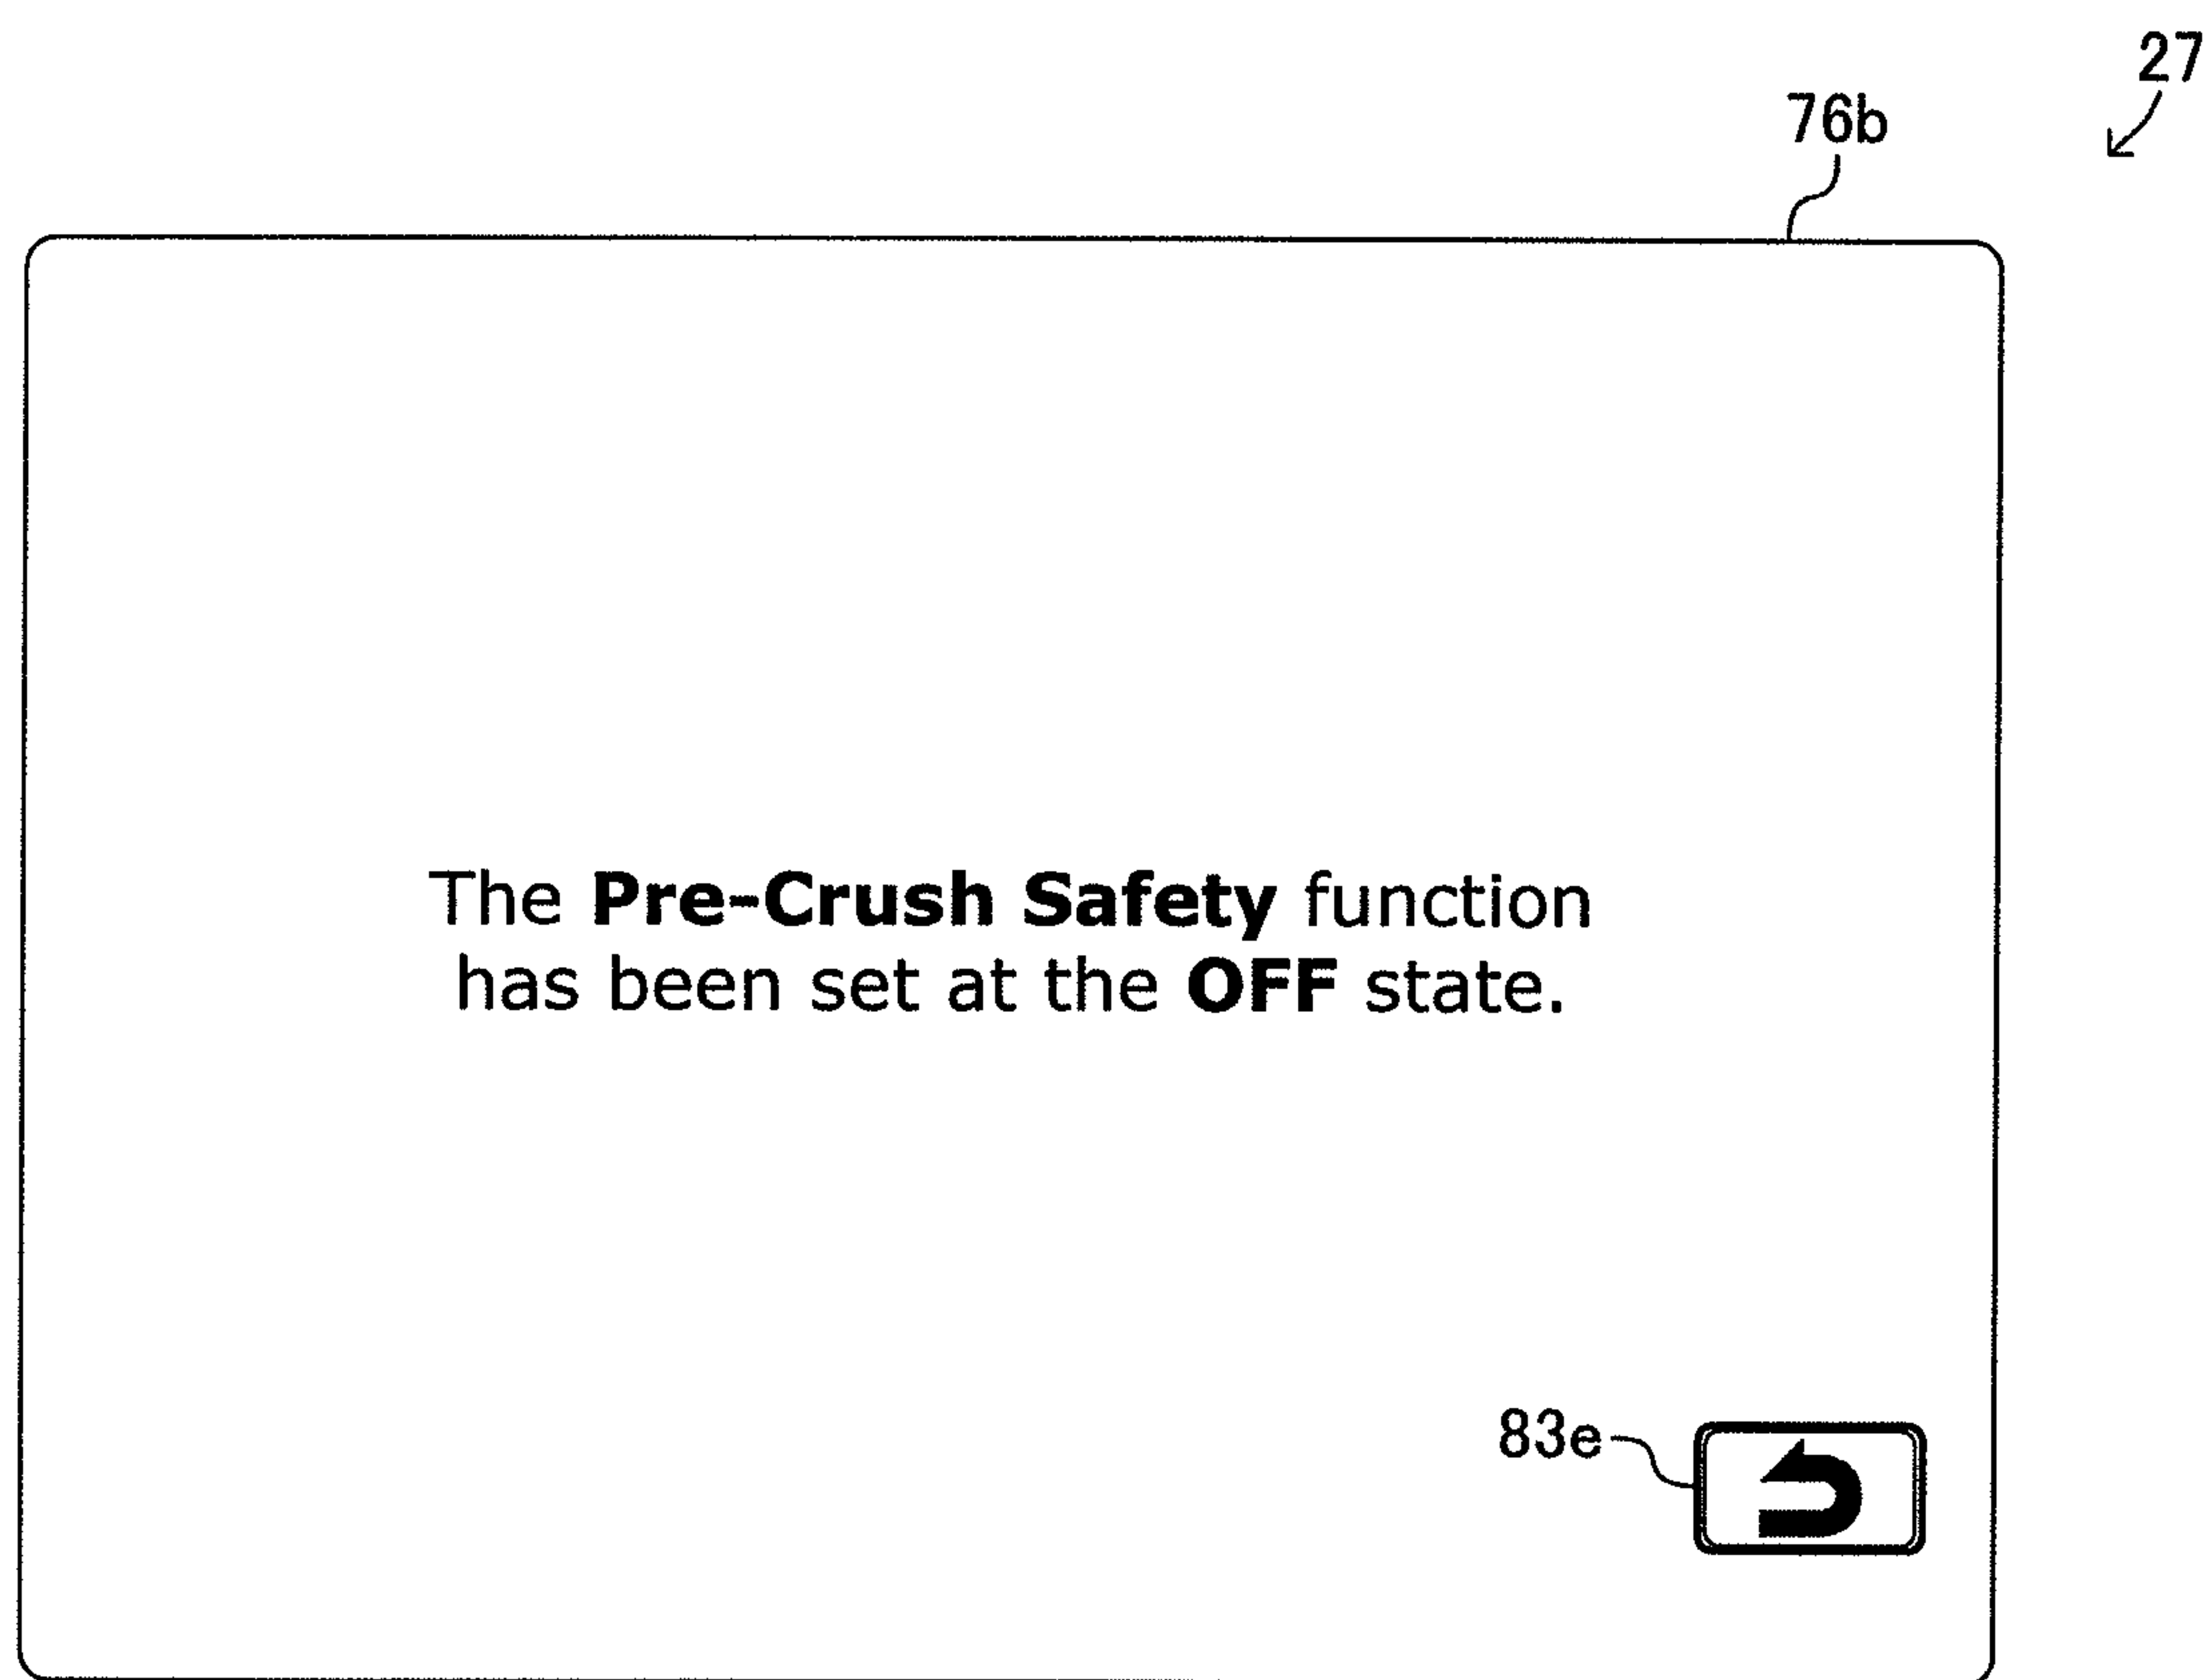 27
76b
The Pre-Crush Safety function
has been set at the OFF state.
83e